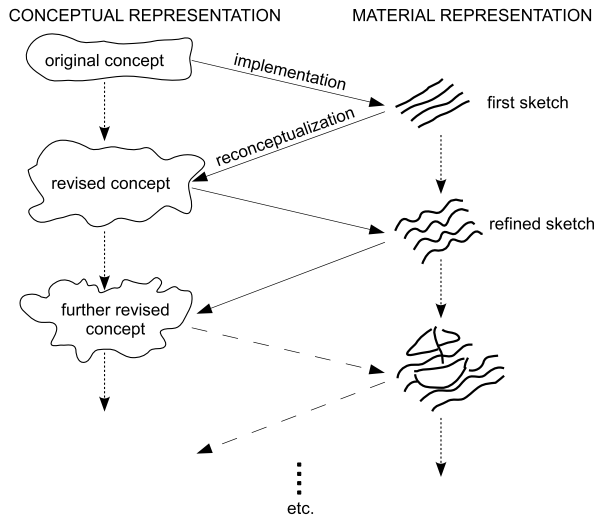 CONCEPTUAL REPRESENTATION
MATERIAL REPRESENTATION
original concept
implementation
first sketch
reconceptualization
revised concept
refined sketch
further revised
concept
etc.